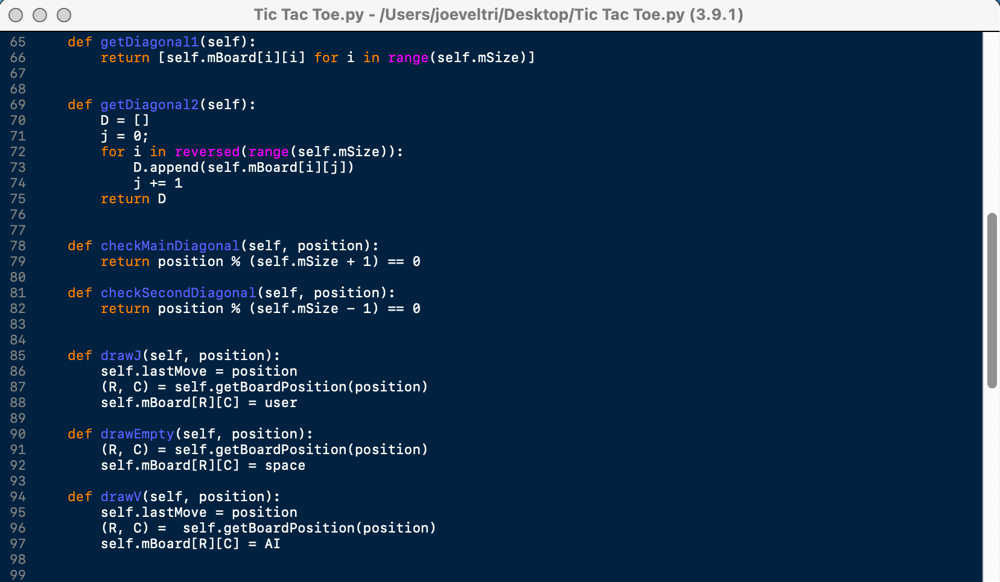 Tic Tac Toe.py - /Users/joeveltri/Desktop/Tic Tac Toe.py (3.9.1)
65     def getDiagonal1(self):
66         return [self.mBoard[i][i] for i in range(self.mSize)]
67
68
69     def getDiagonal2(self):
70         D = []
71         j = 0;
72         for i in reversed(range(self.mSize)):
73             D.append(self.mBoard[i][j])
74             j += 1
75         return D
76
77
78     def checkMainDiagonal(self, position):
79         return position % (self.mSize + 1) == 0
80
81     def checkSecondDiagonal(self, position):
82         return position % (self.mSize - 1) == 0
83
84
85     def drawJ(self, position):
86         self.lastMove = position
87         (R, C) = self.getBoardPosition(position)
88         self.mBoard[R][C] = user
89
90     def drawEmpty(self, position):
91         (R, C) = self.getBoardPosition(position)
92         self.mBoard[R][C] = space
93
94     def drawV(self, position):
95         self.lastMove = position
96         (R, C) =  self.getBoardPosition(position)
97         self.mBoard[R][C] = AI
98
99